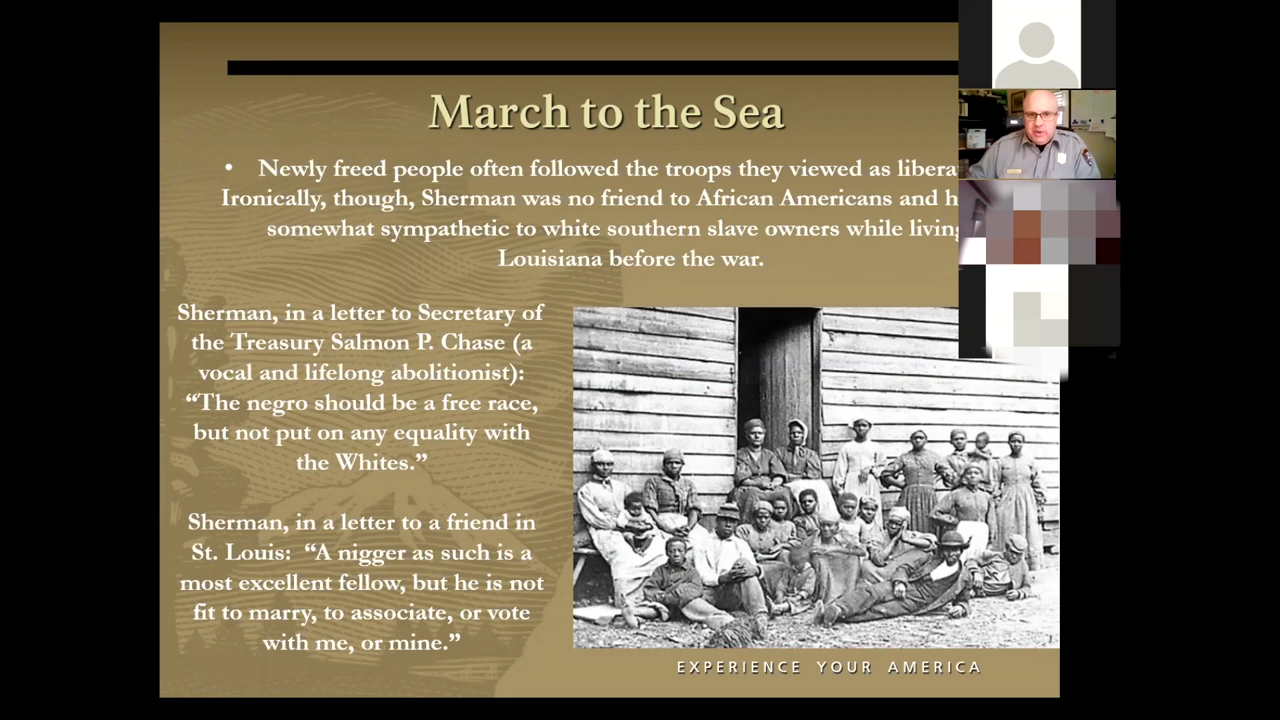 March to the Sea
• Newly freed people often followed the troops they viewed as libera
Ironically, though, Sherman was no friend to African Americans and h
somewhat sympathetic to white southern slave owners while living
Louisiana before the war.
Sherman, in a letter to Secretary of
the Treasury Salmon P. Chase (a
vocal and lifelong abolitionist):
“The negro should be a free race,
but not put on any equality with
the Whites.”
Sherman, in a letter to a friend in
St. Louis: “A nigger as such is a
most excellent fellow, but he is not
fit to marry, to associate, or vote
with me, or mine.”
EXPERIENCE YOUR AMERICA